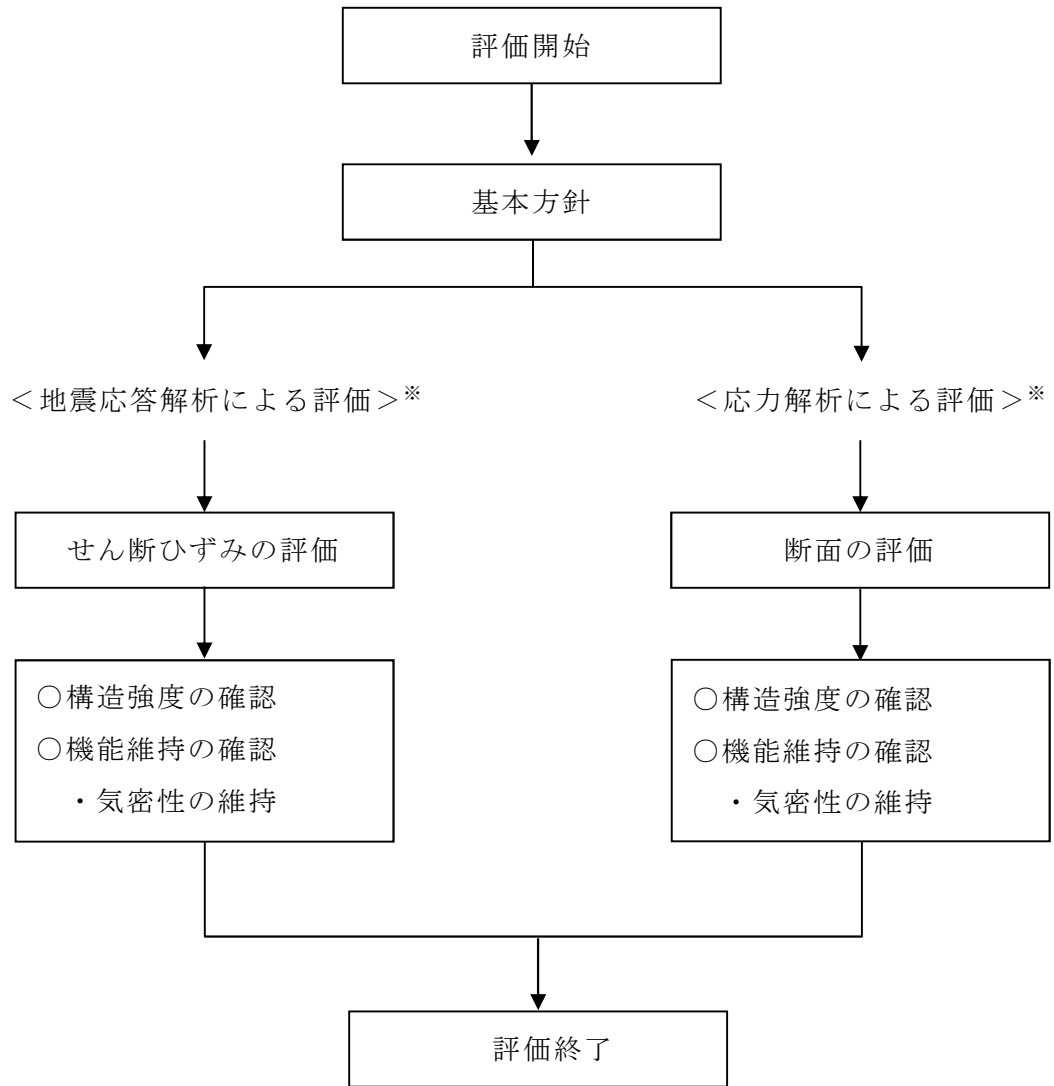 評価開始
基本方針
＜地震応答解析による評価＞※
＜応力解析による評価＞※
せん断ひずみの評価
断面の評価
○構造強度の確認
○機能維持の確認
・気密性の維持
○構造強度の確認
○機能維持の確認
・気密性の維持
評価終了